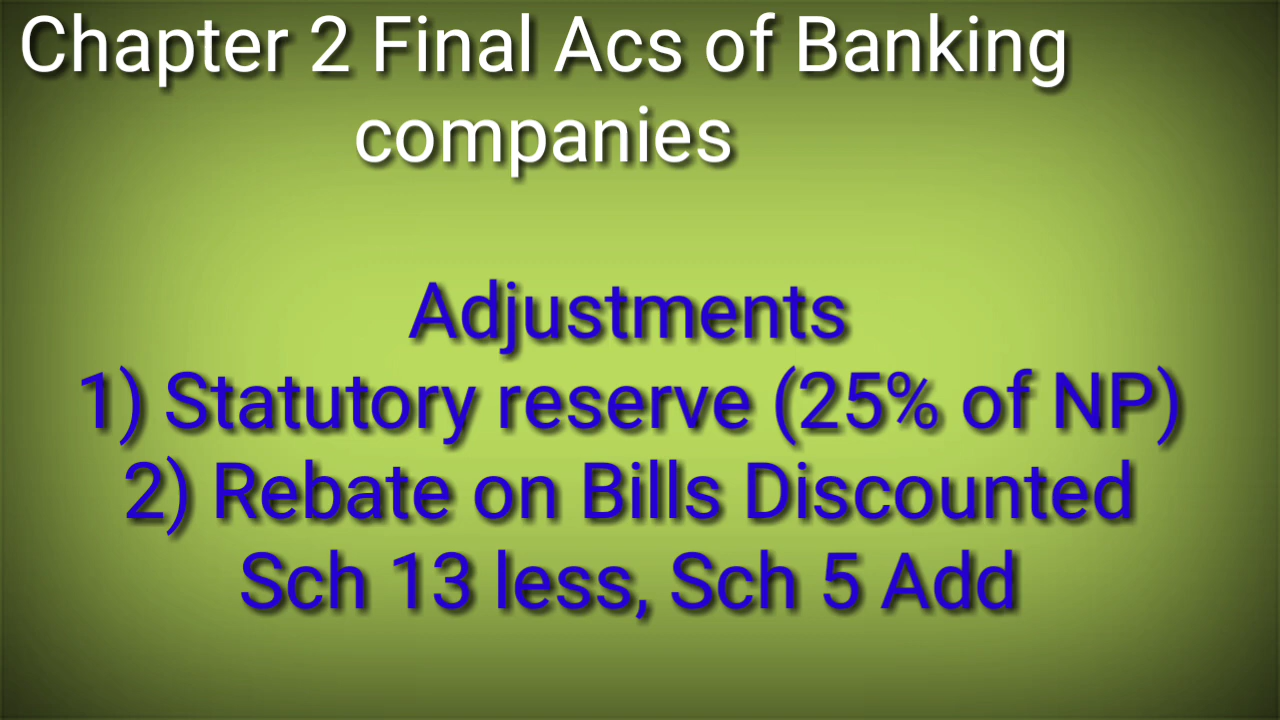 Chapter 2 Final Acs of Banking
companies
Adjustments
1) Statutory reserve (25% of NP)
2) Rebate on Bills Discounted
Sch 13 less, Sch 5 Add